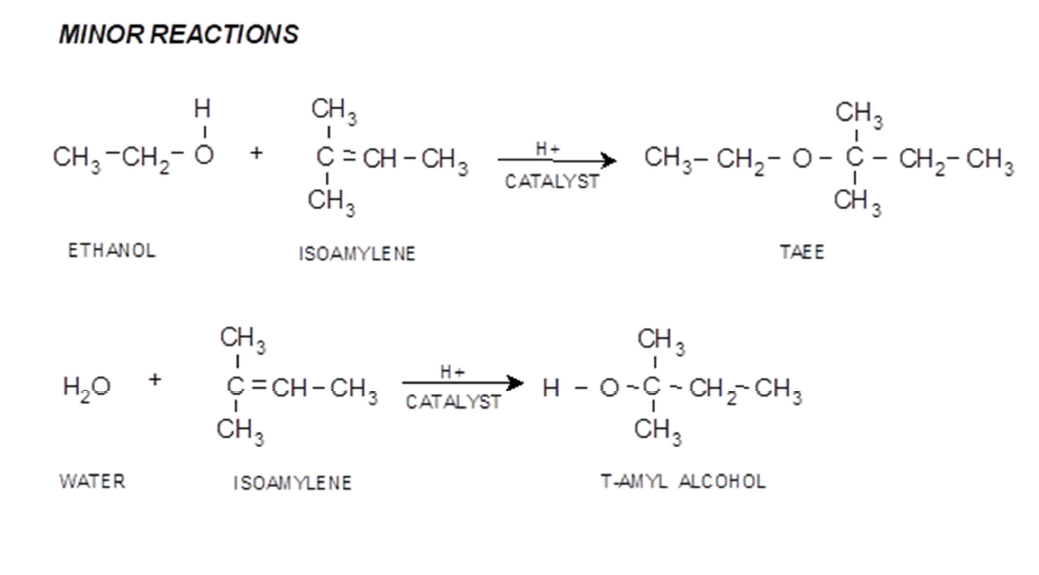 MINOR REACTIONS
H CH3 CH3
CH3-CH2-O + C=CH-CH3 H+ CH3-CH2-O-C-CH2-CH3
CATALYST
CH3 CH3
ETHANOL ISOAMYLENE TAEE
CH3 CH3
H2O + C=CH-CH3 H+ H-O-C-CH2-CH3
CATALYST
CH3 CH3
WATER ISOAMYLENE T-AMYL ALCOHOL